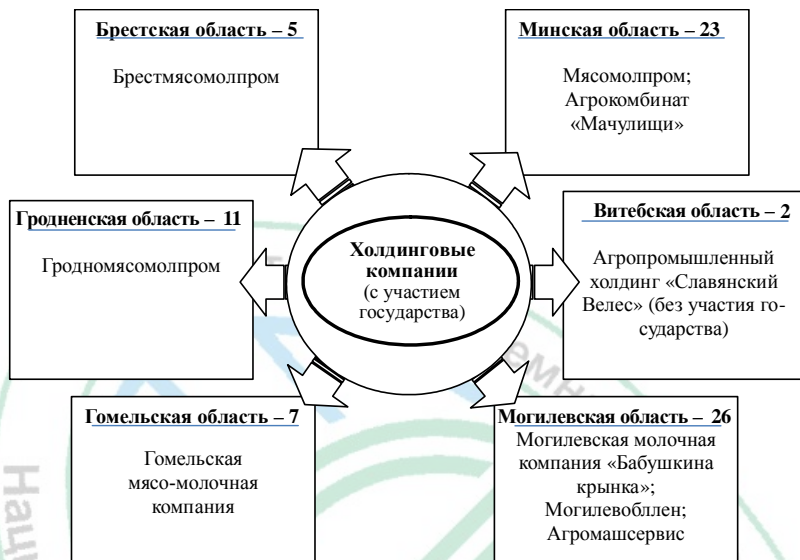 Брестская область – 5
Брестмясомолпром
Минская область – 23
Мясомолпром;
Агрокомбинат
«Мачулищи»
Гродненская область – 11
Гродномясомолпром
Холдинговые
компании
(с участием
государства)
Витебская область – 2
Агропромышленный
холдинг «Славянский
Велес» (без участия го-
сударства)
Гомельская область – 7
Гомельская
мясо-молочная
компания
Могилевская область – 26
Могилевская молочная
компания «Бабушкина
крынка»;
Могилевобллен;
Агромашсервис